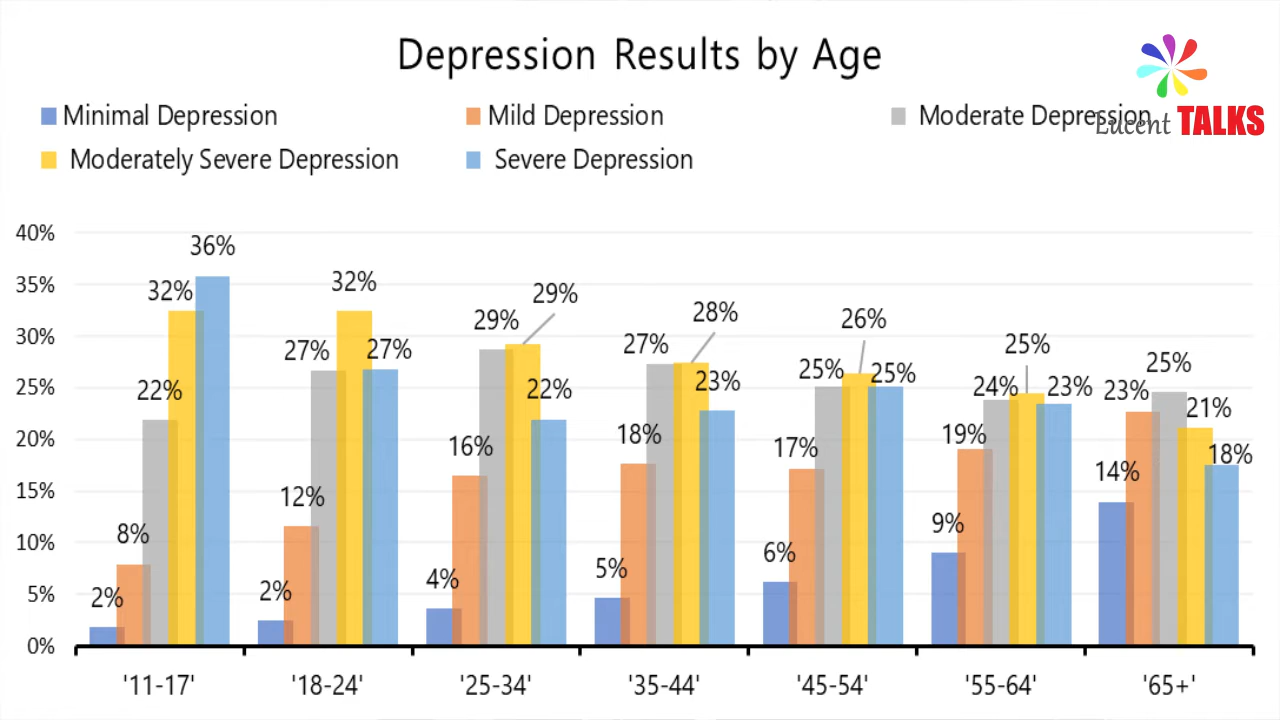 Depression Results by Age
Minimal Depression
Mild Depression
Moderate Depression
Lucent TALKS
Moderately Severe Depression
Severe Depression
40%
35%
30%
25%
20%
15%
10%
5%
0%
2% 8% 22% 32% 36%
2% 12% 27% 32% 27%
4% 16% 29% 29% 22%
5% 18% 27% 28% 23%
6% 17% 25% 26% 25%
9% 19% 24% 25% 23%
14% 23% 25% 21% 18%
'11-17' '18-24' '25-34' '35-44' '45-54' '55-64' '65+'